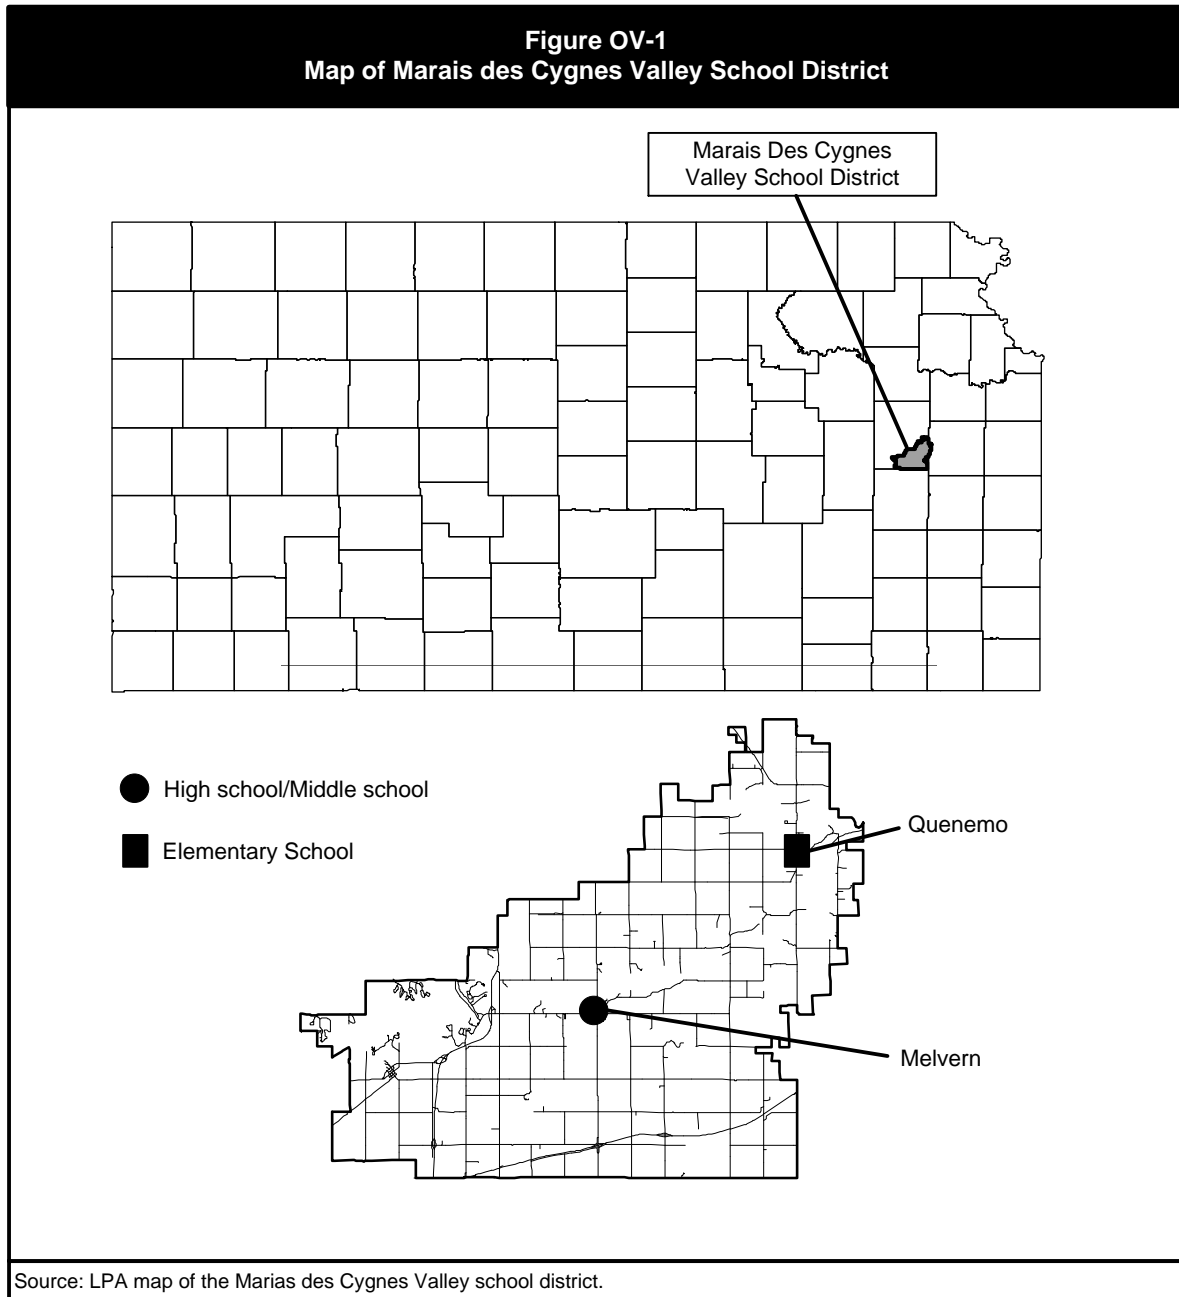 Figure OV-1
Map of Marais des Cygnes Valley School District
Marais Des Cygnes
Valley School District
High school/Middle school
Elementary School
Quenemo
Melvern
Source: LPA map of the Marias des Cygnes Valley school district.